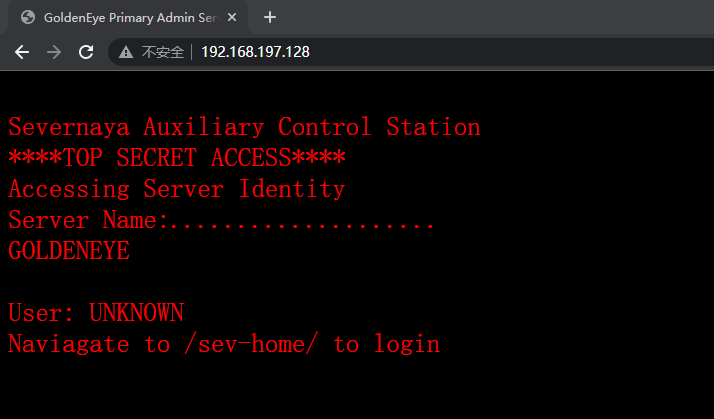 GoldenEye Primary Admin Ser
不安全 192.168.197.128
Severnaya Auxiliary Control Station
****TOP SECRET ACCESS****
Accessing Server Identity
Server Name:....................
GOLDENEYE
User: UNKNOWN
Naviagate to /sev-home/ to login